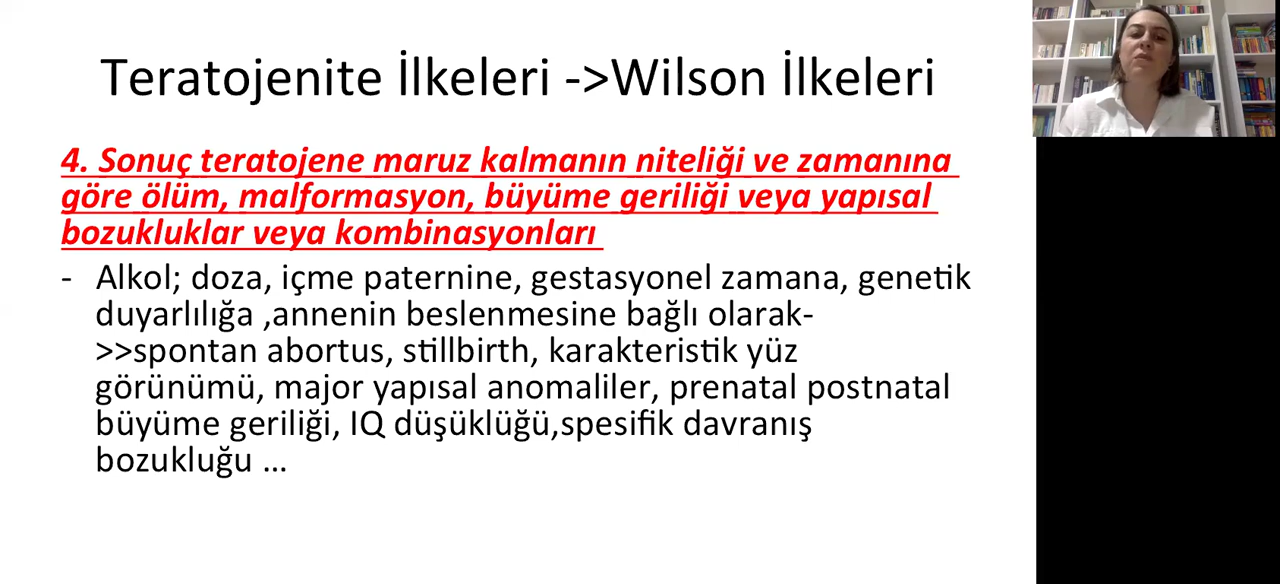 Teratojenite İlkeleri ->Wilson İlkeleri
4. Sonuç teratojene maruz kalmanın niteliği ve zamanına
göre ölüm, malformasyon, büyüme geriliği veya yapısal
bozukluklar veya kombinasyonları
- Alkol; doza, içme paternine, gestasyonel zamana, genetik
duyarlılığa ,annenin beslenmesine bağlı olarak-
>>spontan abortus, stillbirth, karakteristik yüz
görünümü, major yapısal anomaliler, prenatal postnatal
büyüme geriliği, IQ düşüklüğü,spesifik davranış
bozukluğu ...